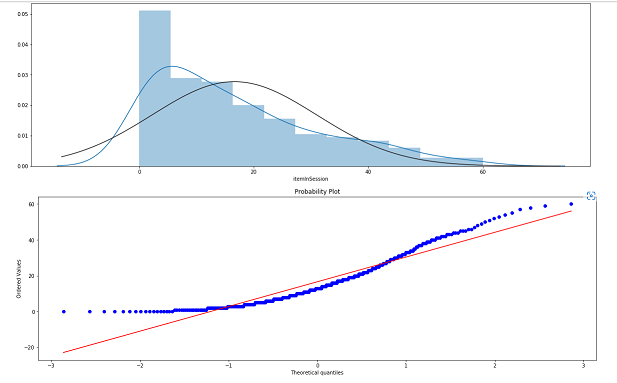 0.05
0.04
0.03
0.02
0.01
0.00
0 20 40 60
itemInSession
Probability Plot
60
40
20
0
−20
Ordered Values
−3 −2 −1 0 1 2 3
Theoretical quantiles